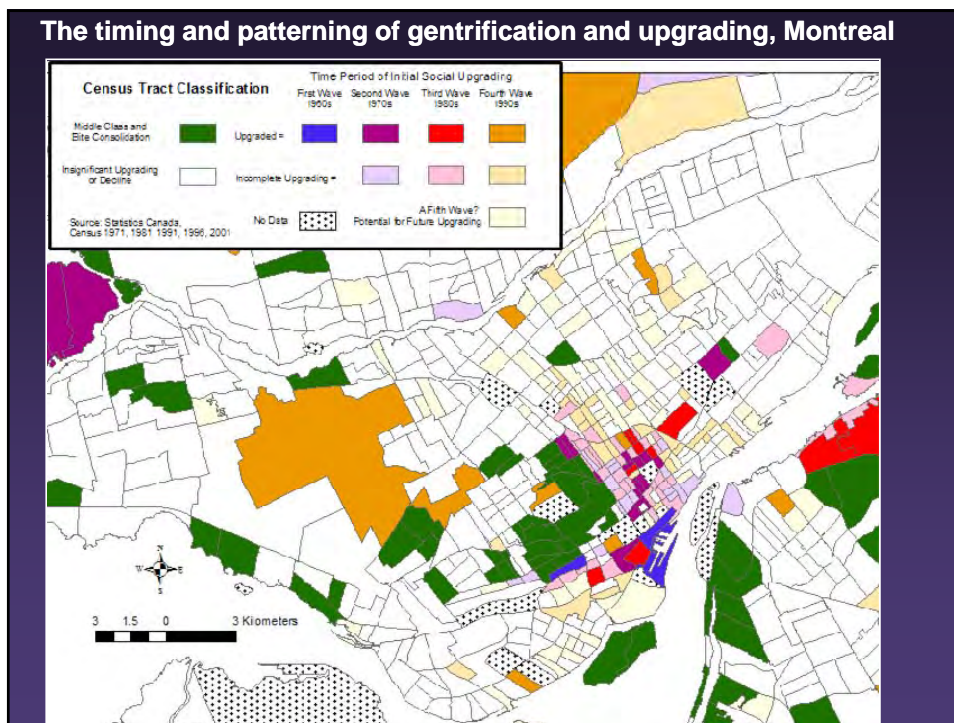 The timing and patterning of gentrification and upgrading, Montreal
Census Tract Classification
Time Period of Initial Social Upgrading
First Wave Second Wave Third Wave Fourth Wave
1960s 1970s 1980s 1990s
Middle Class and
Elite Consolidation
Upgraded =
Insignificant Upgrading
or Decline
Incomplete Upgrading =
No Data
A Fifth Wave?
Potential for Future Upgrading
Source: Statistics Canada,
Census 1971, 1981 1991, 1996, 2001
N
W E
S
3 1.5 0 3 Kilometers